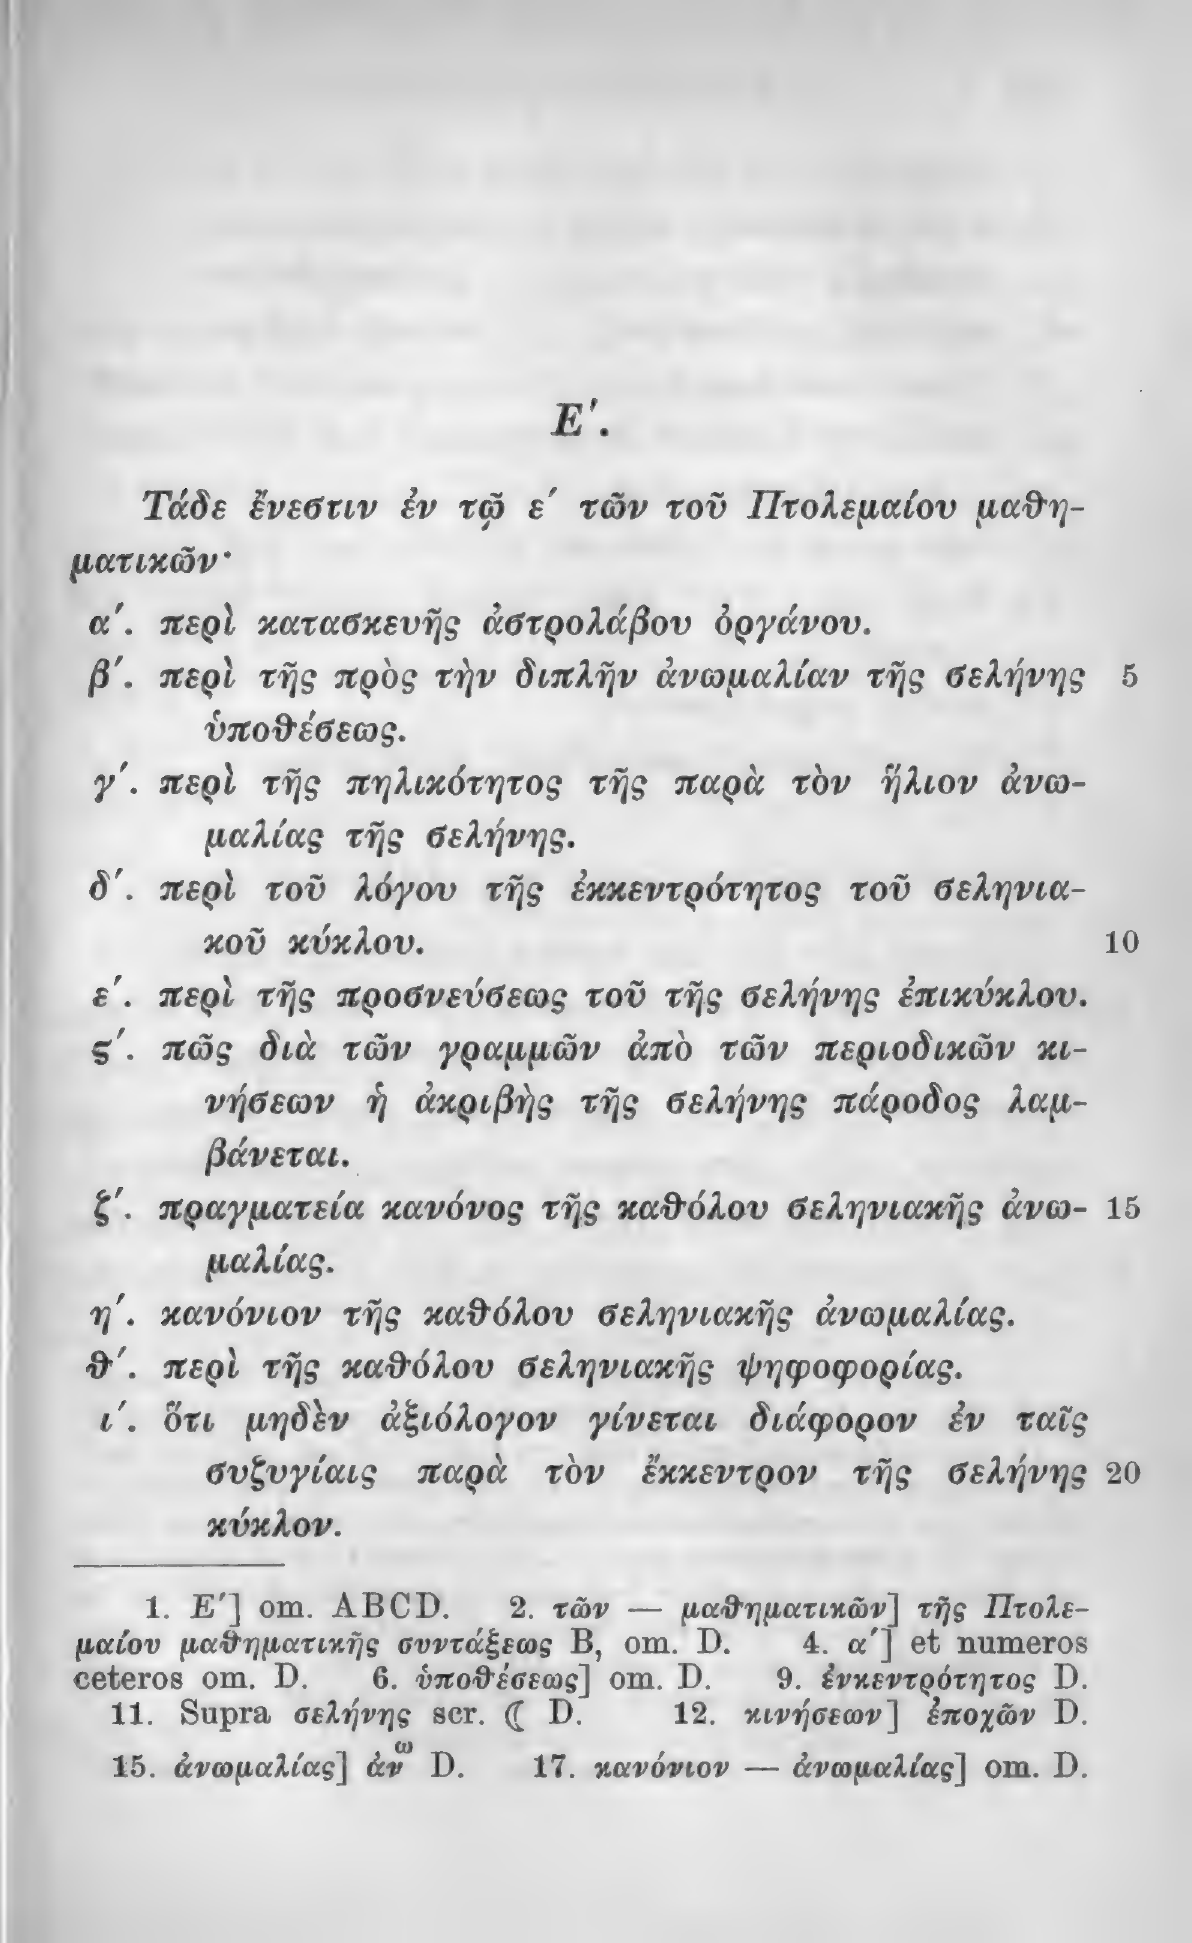 Ε′.
Τάδε ἔνεστιν ἐν τῷ ε′ τῶν τοῦ Πτολεμαίου μαθη-
ματικῶν·
α′. περὶ κατασκευῆς ἀστρολάβου ὀργάνου.
β′. περὶ τῆς πρὸς τὴν διπλῆν ἀνωμαλίαν τῆς σελήνης 5
ὑποθέσεως.
γ′. περὶ τῆς πηλικότητος τῆς παρὰ τὸν ἥλιον ἀνω-
μαλίας τῆς σελήνης.
δ′. περὶ τοῦ λόγου τῆς ἐκκεντρότητος τοῦ σεληνια-
κοῦ κύκλου. 10
ε′. περὶ τῆς προσνεύσεως τοῦ τῆς σελήνης ἐπικύκλου.
ϛ′. πῶς διὰ τῶν γραμμῶν ἀπὸ τῶν περιοδικῶν κι-
νήσεων ἡ ἀκριβὴς τῆς σελήνης πάροδος λαμ-
βάνεται.
ζ′. πραγματεία κανόνος τῆς καθόλου σεληνιακῆς ἀνω- 15
μαλίας.
η′. κανόνιον τῆς καθόλου σεληνιακῆς ἀνωμαλίας.
θ′. περὶ τῆς καθόλου σεληνιακῆς ψηφοφορίας.
ι′. ὅτι μηδὲν ἀξιόλογον γίνεται διάφορον ἐν ταῖς
συζυγίαις παρὰ τὸν ἔκκεντρον τῆς σελήνης 20
κύκλον.
1. Ε′] om. ABCD. 2. τῶν — μαθηματικῶν] τῆς Πτολε-
μαίου μαθηματικῆς συντάξεως B, om. D. 4. α′] et numeros
ceteros om. D. 6. ὑποθέσεως] om. D. 9. ἐνκεντρότητος D.
11. Supra σελήνης scr. ☾ D. 12. κινήσεων] ἐποχῶν D.
15. ἀνωμαλίας] ἀν^ω D. 17. κανόνιον — ἀνωμαλίας] om. D.